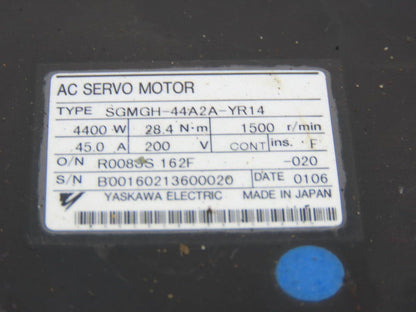 AC SERVO MOTOR
TYPE SGMGH-44A2A-YR14
4400 W 28.4 N·m 1500 r/min
45.0 A 200 V CONT ins. F
O/N R0083S 162F -020
S/N B00160213600020 DATE 0106
YASKAWA ELECTRIC MADE IN JAPAN